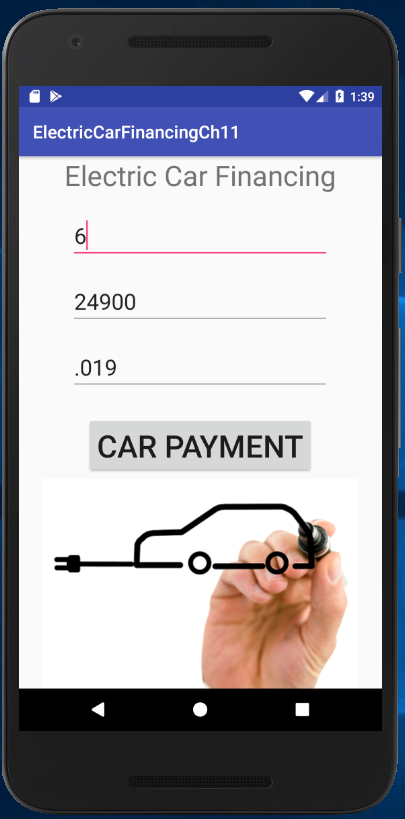 1:39
ElectricCarFinancingCh11
Electric Car Financing
6
24900
.019
CAR PAYMENT